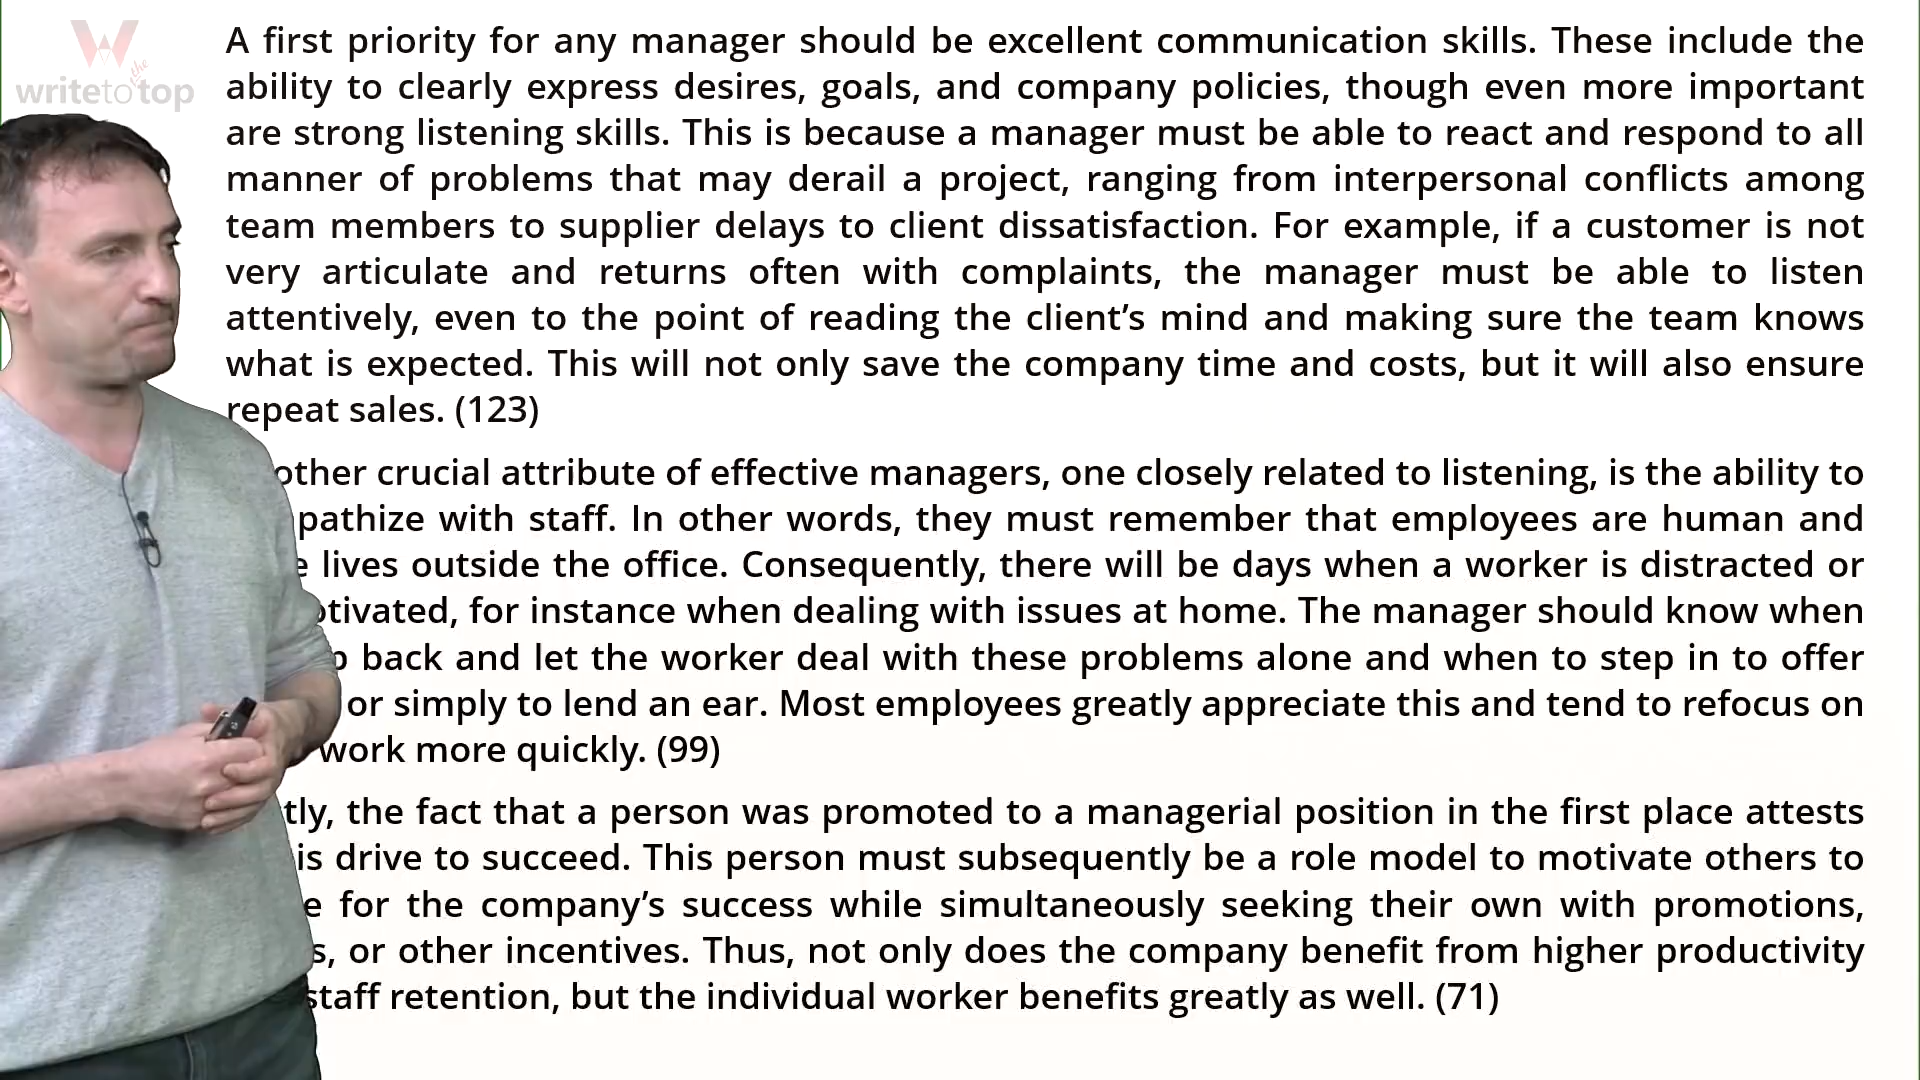 W
write to the top
A first priority for any manager should be excellent communication skills. These include the
ability to clearly express desires, goals, and company policies, though even more important
are strong listening skills. This is because a manager must be able to react and respond to all
manner of problems that may derail a project, ranging from interpersonal conflicts among
team members to supplier delays to client dissatisfaction. For example, if a customer is not
very articulate and returns often with complaints, the manager must be able to listen
attentively, even to the point of reading the client’s mind and making sure the team knows
what is expected. This will not only save the company time and costs, but it will also ensure
repeat sales. (123)
crucial attribute of effective managers, one closely related to listening, is the ability to
with staff. In other words, they must remember that employees are human and
lives outside the office. Consequently, there will be days when a worker is distracted or
for instance when dealing with issues at home. The manager should know when
back and let the worker deal with these problems alone and when to step in to offer
or simply to lend an ear. Most employees greatly appreciate this and tend to refocus on
work more quickly. (99)
the fact that a person was promoted to a managerial position in the first place attests
drive to succeed. This person must subsequently be a role model to motivate others to
for the company’s success while simultaneously seeking their own with promotions,
or other incentives. Thus, not only does the company benefit from higher productivity
staff retention, but the individual worker benefits greatly as well. (71)